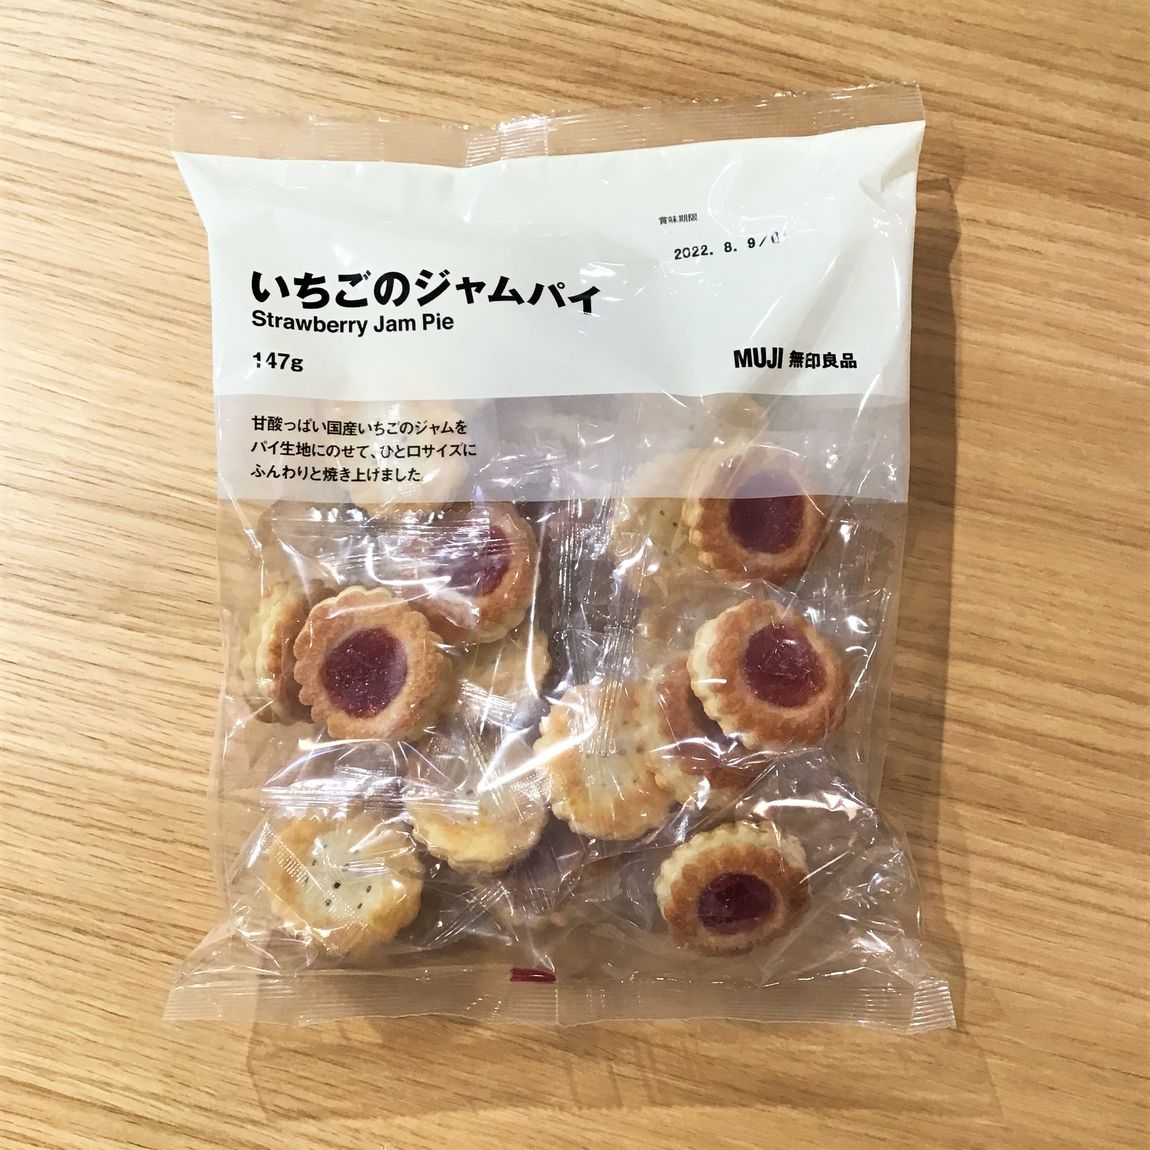 賞味期限
2022. 8. 9
いちごのジャムパイ
Strawberry Jam Pie
147g
MUJI 無印良品
甘酸っぱい国産いちごのジャムを
パイ生地にのせて、ひと口サイズに
ふんわりと焼き上げました。